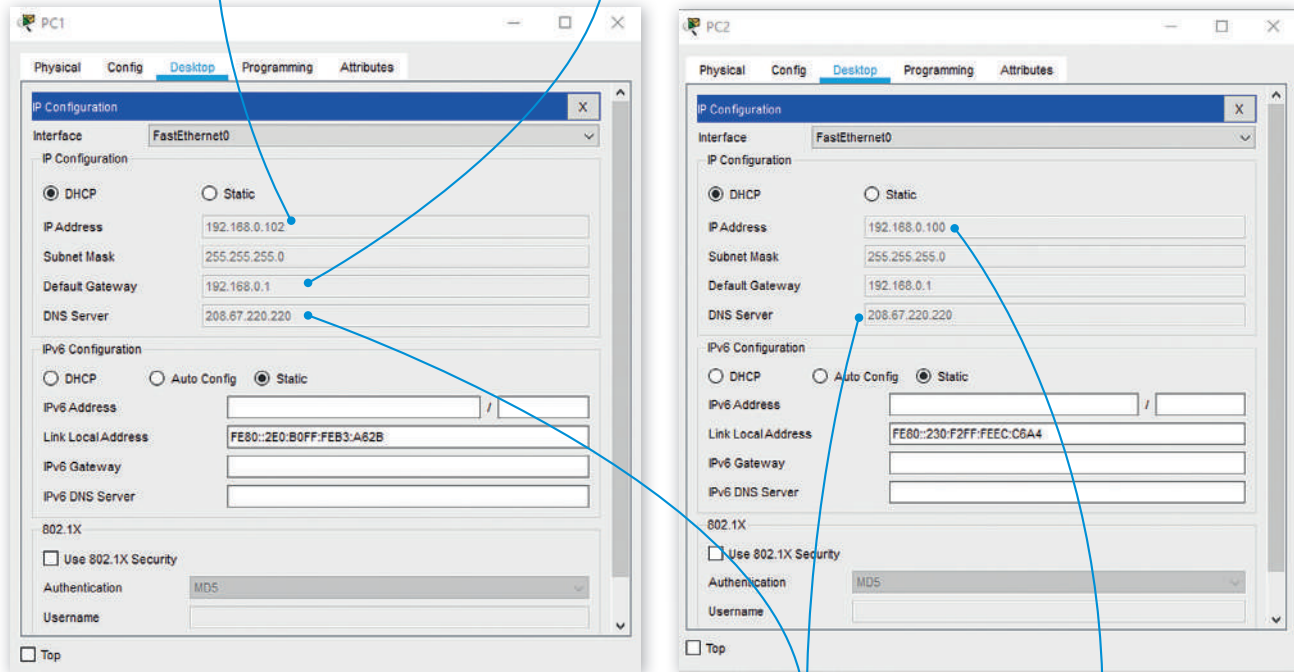 PC1
Physical Config Desktop Programming Attributes
IP Configuration X
Interface FastEthernet0
IP Configuration
DHCP Static
IP Address 192.168.0.102
Subnet Mask 255.255.255.0
Default Gateway 192.168.0.1
DNS Server 208.67.220.220
IPv6 Configuration
DHCP Auto Config Static
IPv6 Address /
Link Local Address FE80::2E0:B0FF:FEB3:A62B
IPv6 Gateway
IPv6 DNS Server
802.1X
Use 802.1X Security
Authentication MD5
Username
Top
PC2
Physical Config Desktop Programming Attributes
IP Configuration X
Interface FastEthernet0
IP Configuration
DHCP Static
IP Address 192.168.0.100
Subnet Mask 255.255.255.0
Default Gateway 192.168.0.1
DNS Server 208.67.220.220
IPv6 Configuration
DHCP Auto Config Static
IPv6 Address /
Link Local Address FE80::230:F2FF:FEEC:C6A4
IPv6 Gateway
IPv6 DNS Server
802.1X
Use 802.1X Security
Authentication MD5
Username
Top